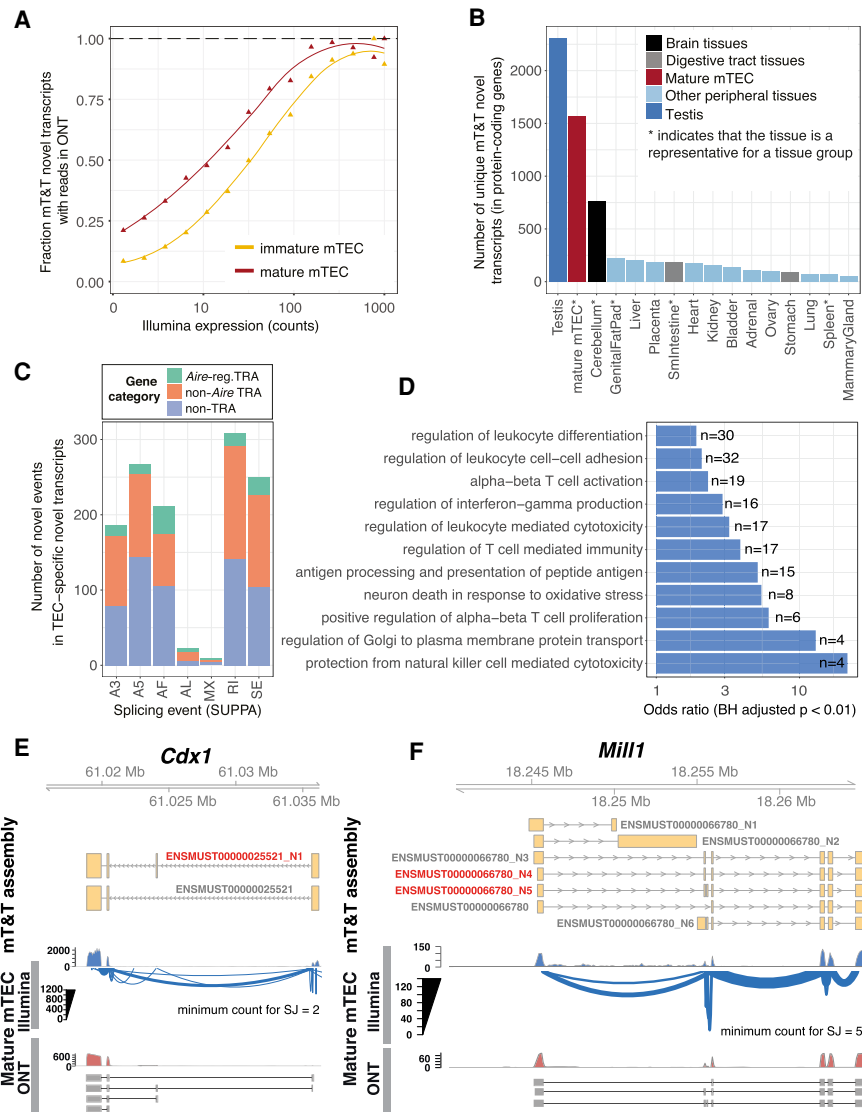 A
1.00
0.75
0.50
0.25
0.00
Fraction mT&T novel transcripts
with reads in ONT
immature mTEC
mature mTEC
0
10
100
1000
Illumina expression (counts)
B
2000
1500
1000
500
0
Number of unique mT&T novel
transcripts (in protein-coding genes)
Brain tissues
Digestive tract tissues
Mature mTEC
Other peripheral tissues
Testis
* indicates that the tissue is a
representative for a tissue group
Testis
mature mTEC*
Cerebellum*
GenitalFatPad*
Liver
Placenta
SmIntestine*
Heart
Kidney
Bladder
Adrenal
Ovary
Stomach
Lung
Spleen*
MammaryGland
C
Gene
category
Aire-reg.TRA
non-Aire TRA
non-TRA
300
200
100
0
Number of novel events
in TEC–specific novel transcripts
A3
A5
AF
AL
MX
RI
SE
Splicing event (SUPPA)
D
regulation of leukocyte differentiation
n=30
regulation of leukocyte cell-cell adhesion
n=32
alpha-beta T cell activation
n=19
regulation of interferon-gamma production
n=16
regulation of leukocyte mediated cytotoxicity
n=17
regulation of T cell mediated immunity
n=17
antigen processing and presentation of peptide antigen
n=15
neuron death in response to oxidative stress
n=8
positive regulation of alpha-beta T cell proliferation
n=6
regulation of Golgi to plasma membrane protein transport
n=4
protection from natural killer cell mediated cytotoxicity
n=4
1
3
10
Odds ratio (BH adjusted p < 0.01)
E
Cdx1
61.02 Mb
61.03 Mb
61.025 Mb
61.035 Mb
mT&T assembly
ENSMUST00000025521_N1
ENSMUST00000025521
Mature mTEC
Illumina
2000
0
1200
800
400
0
minimum count for SJ = 2
ONT
600
0
F
Mill1
18.245 Mb
18.255 Mb
18.25 Mb
18.26 Mb
mT&T assembly
ENSMUST00000066780_N1
ENSMUST00000066780_N2
ENSMUST00000066780_N3
ENSMUST00000066780_N4
ENSMUST00000066780_N5
ENSMUST00000066780
ENSMUST00000066780_N6
Mature mTEC
Illumina
150
0
120
80
40
0
minimum count for SJ = 5
ONT
60
0